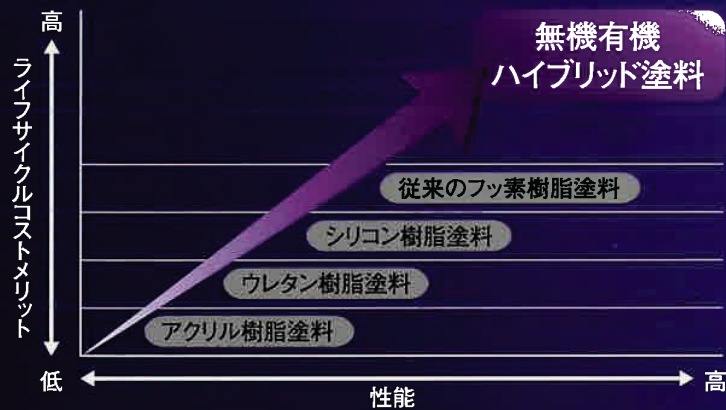 高
無機有機
ハイブリッド塗料
ライフサイクルコストメリット
従来のフッ素樹脂塗料
シリコン樹脂塗料
ウレタン樹脂塗料
アクリル樹脂塗料
低
高
性能